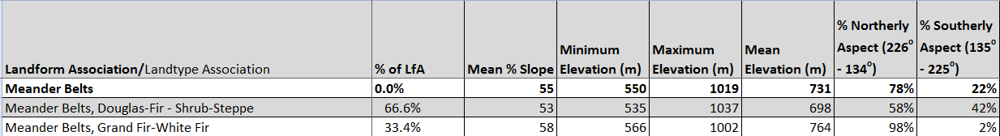 Landform Association/Landtype Association % of LfA Mean % Slope Minimum Elevation (m) Maximum Elevation (m) Mean Elevation (m) % Northerly Aspect (226° - 134°) % Southerly Aspect (135° - 225°)
Meander Belts 0.0% 55 550 1019 731 78% 22%
Meander Belts, Douglas-Fir - Shrub-Steppe 66.6% 53 535 1037 698 58% 42%
Meander Belts, Grand Fir-White Fir 33.4% 58 566 1002 764 98% 2%